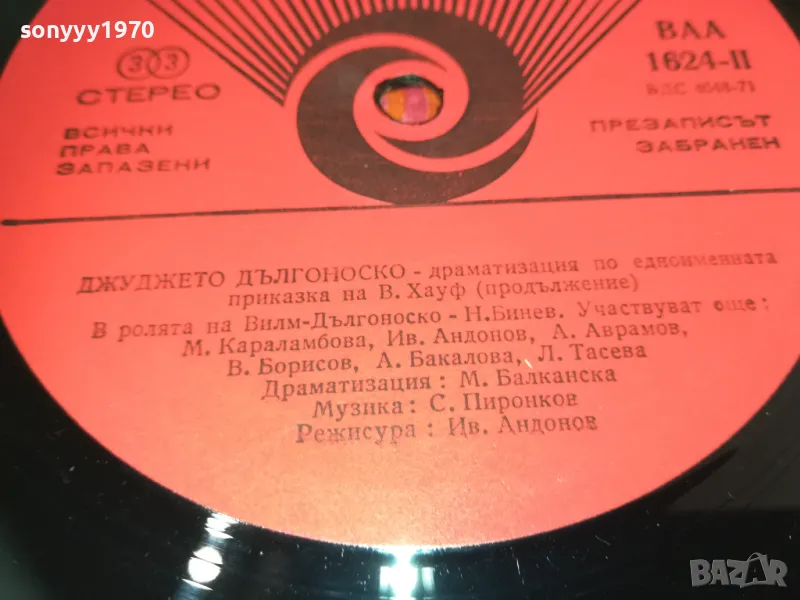 sonyyy1970
33
СТЕРЕО
ВСИЧКИ
ПРАВА
ЗАПАЗЕНИ
ВАА
1624-II
ПРЕЗАПИСЪТ
ЗАБРАНЕН
ДЖУДЖЕТО ДЪЛГОНОСКО - драматизация по едноименната
приказка на В. Хауф (продължение)
В ролята на Вилм-Дългоноско - Н. Бинев. Участвуват още :
М. Караламбова, Ив. Андонов, А. Аврамов,
В. Борисов, А. Бакалова, Л. Тасева
Драматизация : М. Балканска
Музика : С. Пиронков
Режисура : Ив. Андонов
BAZAR